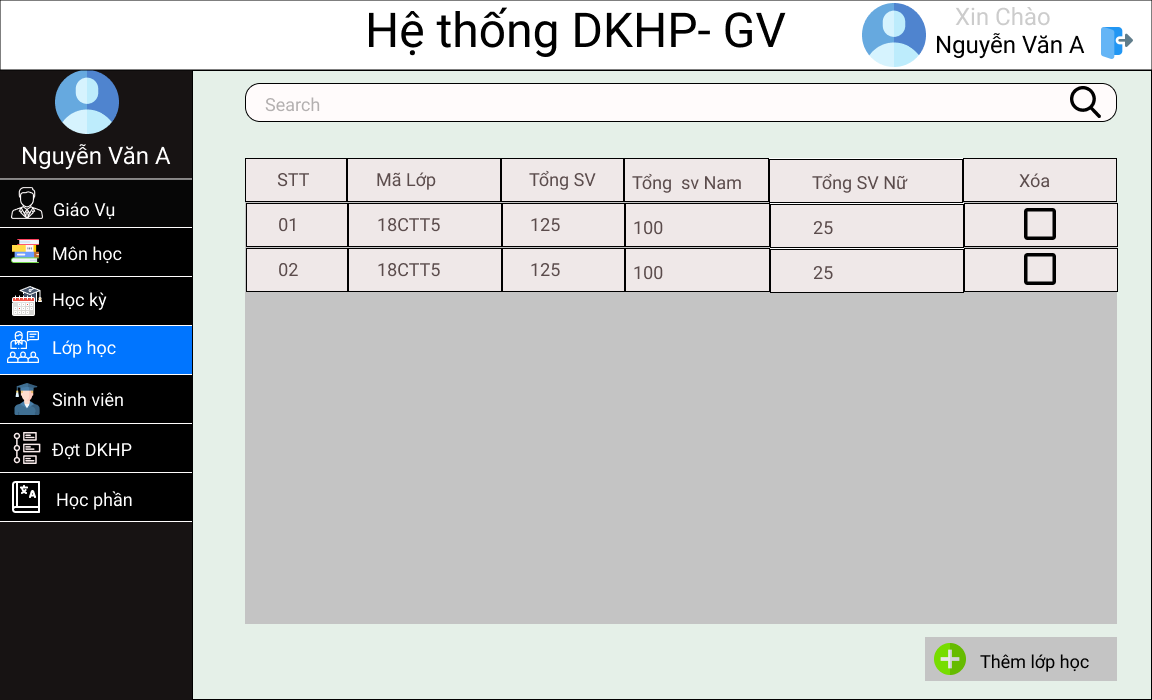 Hệ thống DKHP- GV
Xin Chào
Nguyễn Văn A
Nguyễn Văn A
Giáo Vụ
Môn học
Học kỳ
Lớp học
Sinh viên
Đợt DKHP
Học phần
Search
STT Mã Lớp Tổng SV Tổng sv Nam Tổng SV Nữ Xóa
01 18CTT5 125 100 25
02 18CTT5 125 100 25
Thêm lớp học